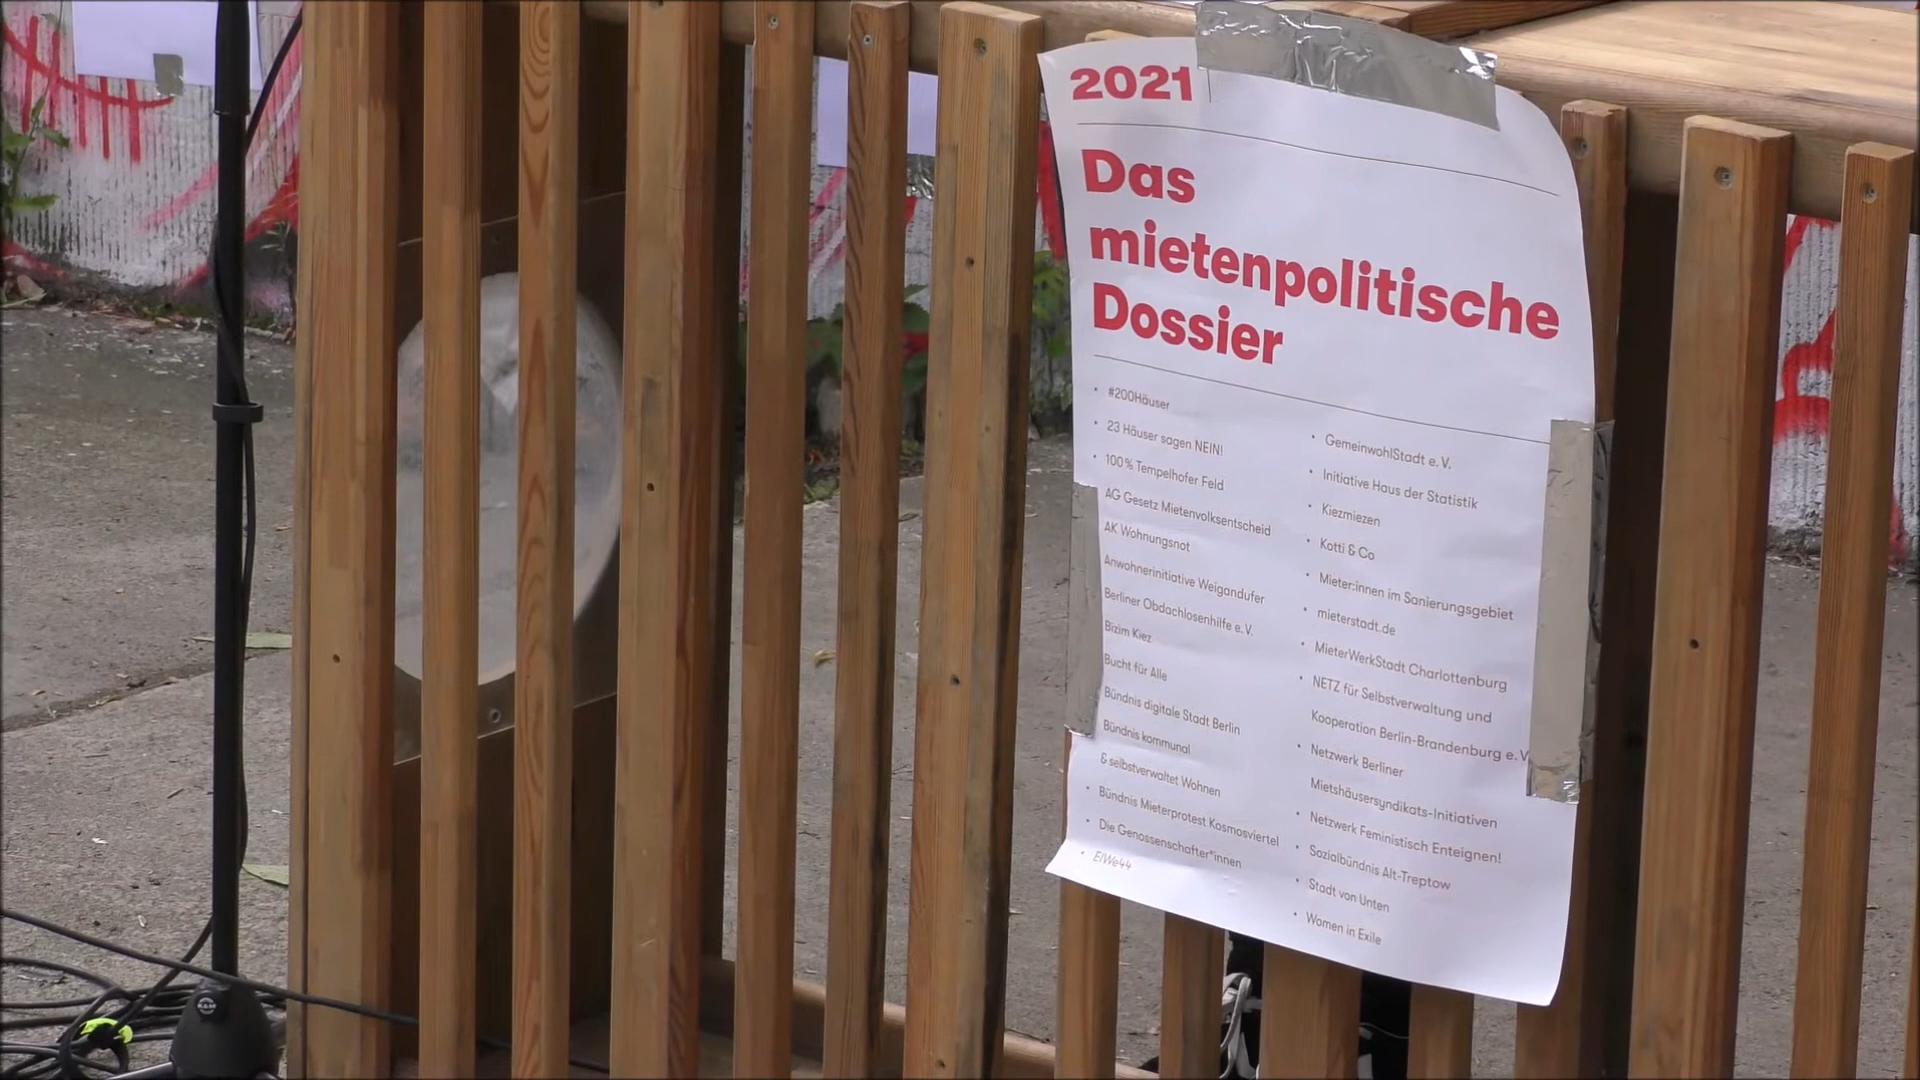 2021
Das
mietenpolitische
Dossier
#200Häuser
23 Häuser sagen NEIN!
100% Tempelhofer Feld
AG Gesetz Mietenvolksentscheid
AK Wohnungsnot
Anwohnerinitiative Weigandufer
Berliner Obdachlosenhilfe e.V.
Bizim Kiez
Bucht für Alle
Bündnis digitale Stadt Berlin
Bündnis kommunal
& selbstverwaltet Wohnen
Bündnis Mieterprotest Kosmosviertel
Die Genossenschafter*innen
ElWe44
GemeinwohlStadt e.V.
Initiative Haus der Statistik
Kiezmiezen
Kotti & Co
Mieter:innen im Sanierungsgebiet
mieterstadt.de
MieterWerkStadt Charlottenburg
NETZ für Selbstverwaltung und
Kooperation Berlin-Brandenburg e.V
Netzwerk Berliner
Mietshäusersyndikats-Initiativen
Netzwerk Feministisch Enteignen!
Sozialbündnis Alt-Treptow
Stadt von Unten
Women in Exile